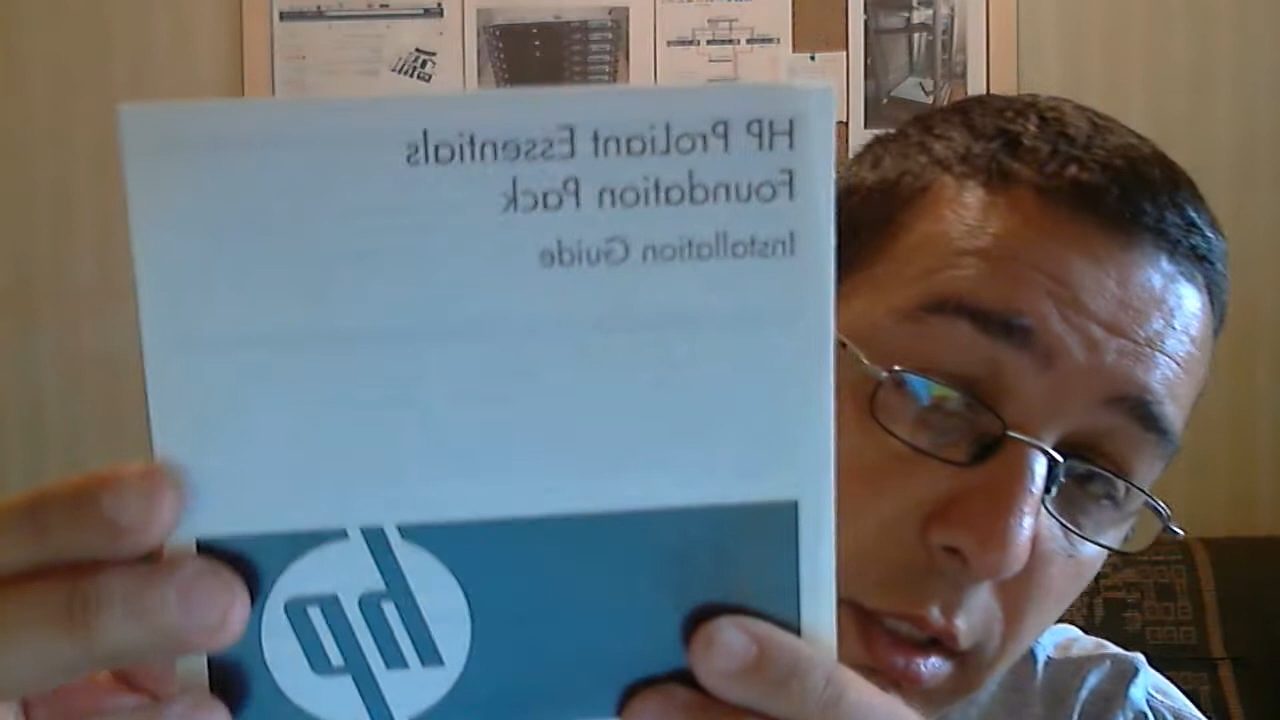 HP ProLiant Essentials
Foundation Pack
Installation Guide
hp